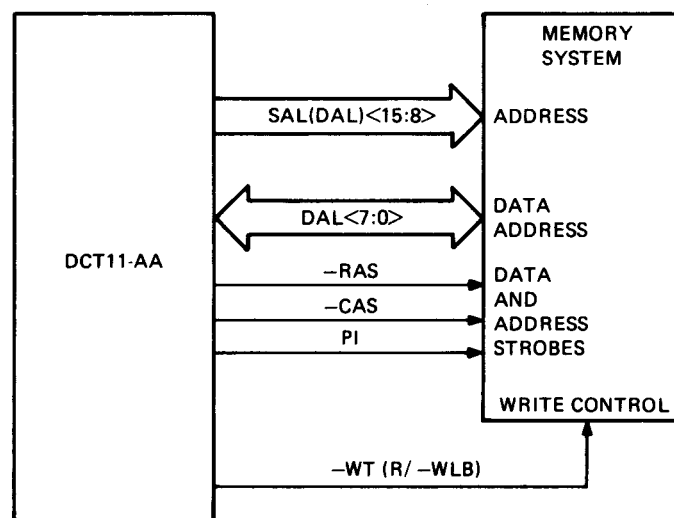 MEMORY
SYSTEM
SAL(DAL)<15:8>
ADDRESS
DAL<7:0>
DATA
ADDRESS
DCT11-AA
−RAS
DATA
AND
ADDRESS
STROBES
−CAS
PI
WRITE CONTROL
−WT (R/ −WLB)